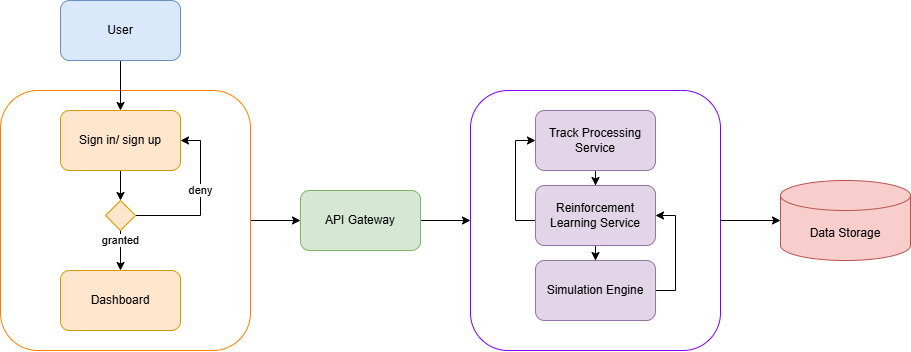 User
Sign in/ sign up
deny
granted
Dashboard
API Gateway
Track Processing
Service
Reinforcement
Learning Service
Simulation Engine
Data Storage